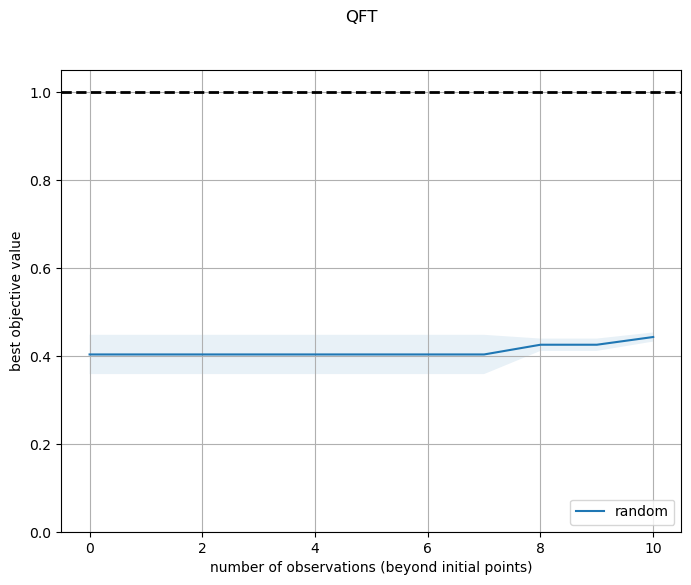 QFT
1.0
0.8
0.6
0.4
0.2
0.0
best objective value
0 2 4 6 8 10
number of observations (beyond initial points)
random